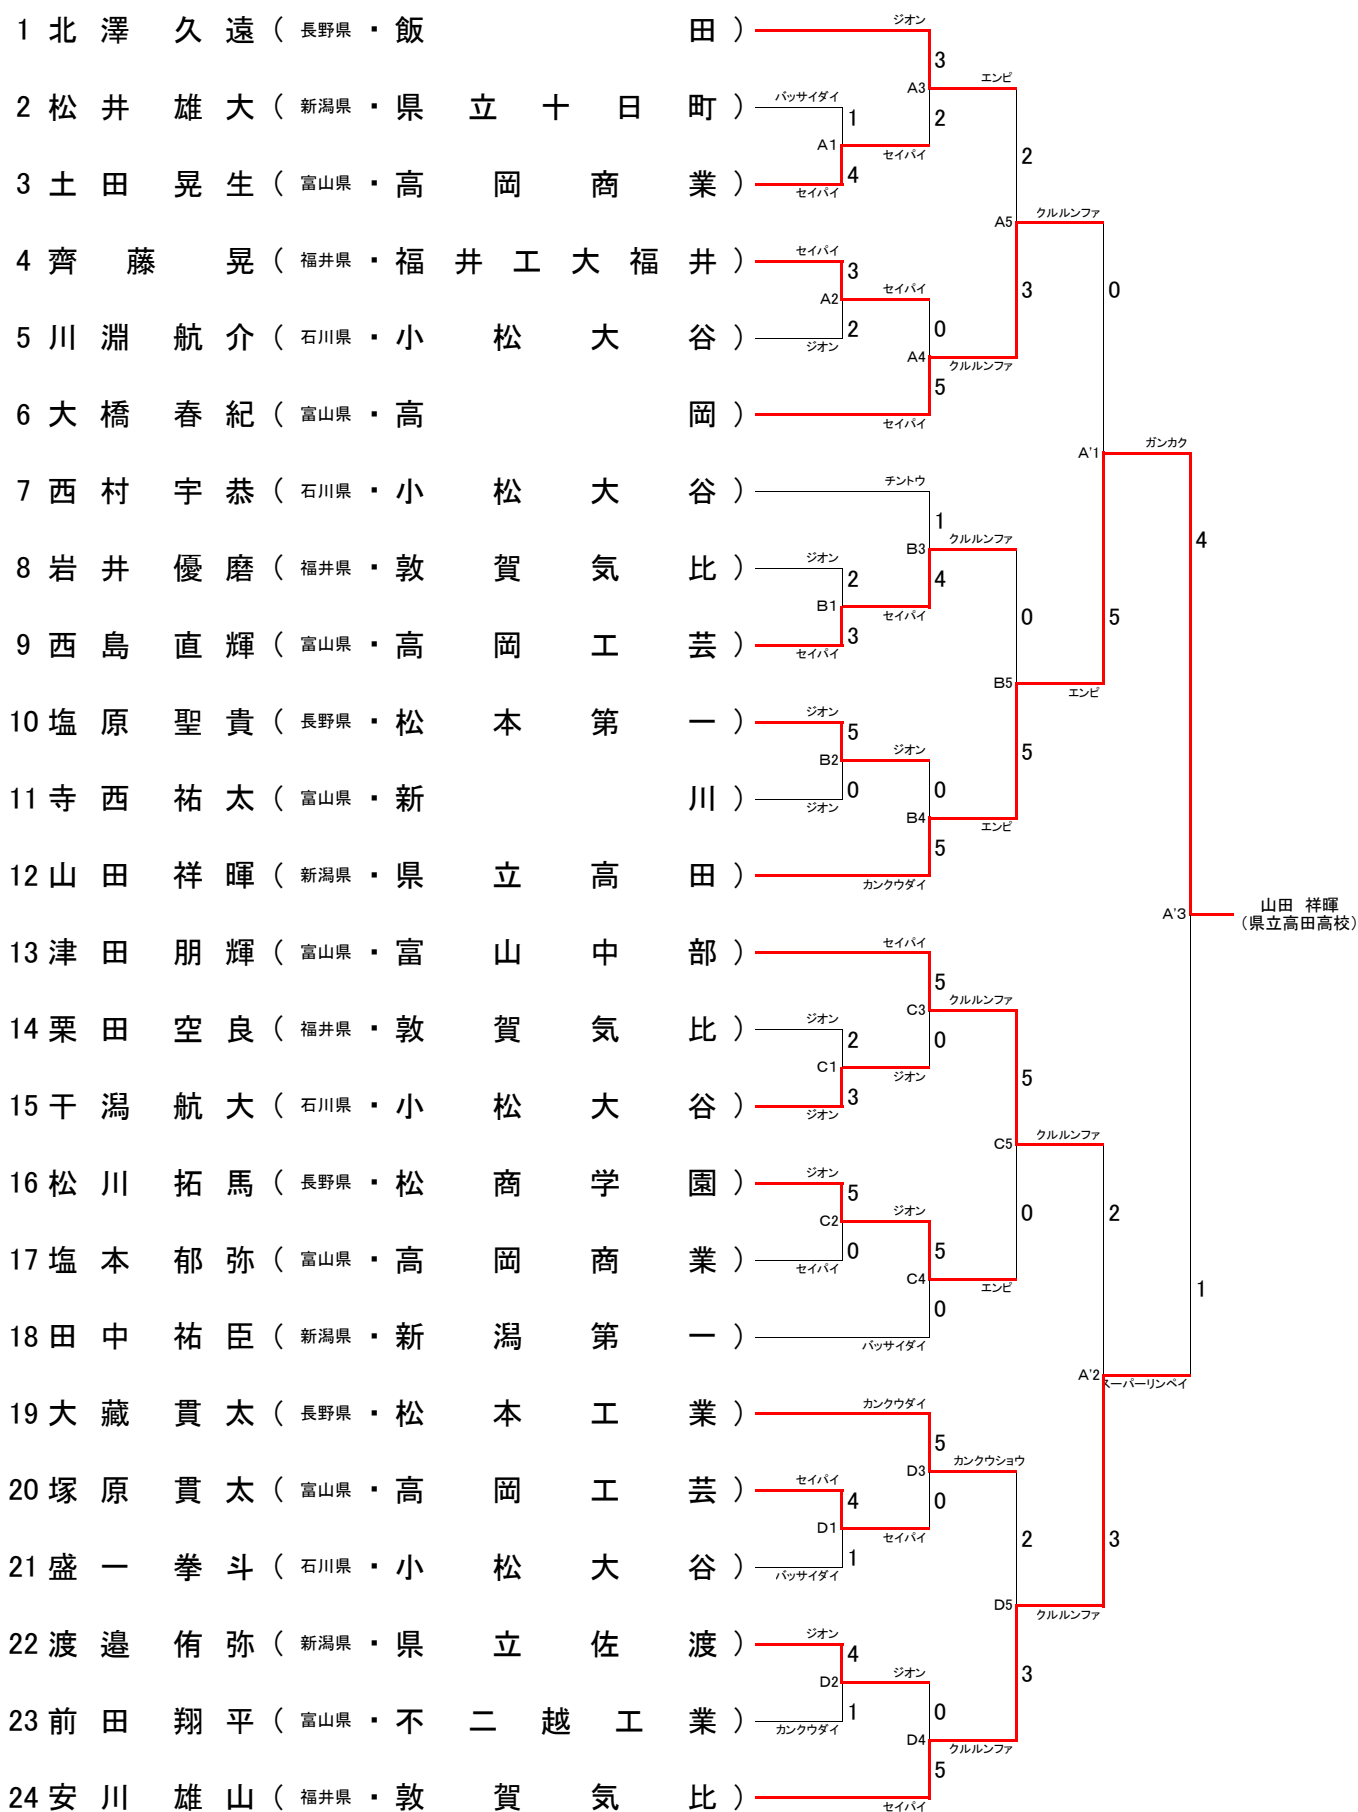 1 北澤 久遠 ( 長野県 ・ 飯田 )
2 松井 雄大 ( 新潟県 ・ 県立十日町 )
3 土田 晃生 ( 富山県 ・ 高岡商業 )
4 齊藤 晃 ( 福井県 ・ 福井工大福井 )
5 川淵 航介 ( 石川県 ・ 小松大谷 )
6 大橋 春紀 ( 富山県 ・ 高岡 )
7 西村 宇恭 ( 石川県 ・ 小松大谷 )
8 岩井 優磨 ( 福井県 ・ 敦賀気比 )
9 西島 直輝 ( 富山県 ・ 高岡工芸 )
10 塩原 聖貴 ( 長野県 ・ 松本第一 )
11 寺西 祐太 ( 富山県 ・ 新川 )
12 山田 祥暉 ( 新潟県 ・ 県立高田 )
13 津田 朋輝 ( 富山県 ・ 富山中部 )
14 栗田 空良 ( 福井県 ・ 敦賀気比 )
15 干潟 航大 ( 石川県 ・ 小松大谷 )
16 松川 拓馬 ( 長野県 ・ 松商学園 )
17 塩本 郁弥 ( 富山県 ・ 高岡商業 )
18 田中 祐臣 ( 新潟県 ・ 新潟第一 )
19 大藏 貫太 ( 長野県 ・ 松本工業 )
20 塚原 貫太 ( 富山県 ・ 高岡工芸 )
21 盛一 拳斗 ( 石川県 ・ 小松大谷 )
22 渡邉 侑弥 ( 新潟県 ・ 県立佐渡 )
23 前田 翔平 ( 富山県 ・ 不二越工業 )
24 安川 雄山 ( 福井県 ・ 敦賀気比 )
バッサイダイ
1
A1
4
セイパイ
セイパイ
3
A2
2
ジオン
ジオン
2
B1
3
セイパイ
ジオン
5
B2
0
ジオン
ジオン
2
C1
3
ジオン
ジオン
5
C2
0
セイパイ
セイパイ
4
D1
1
バッサイダイ
ジオン
4
D2
1
カンクウダイ
ジオン
3
A3
2
セイパイ
セイパイ
0
A4
5
セイパイ
チントウ
1
B3
4
セイパイ
ジオン
0
B4
5
カンクウダイ
セイパイ
5
C3
0
ジオン
ジオン
5
C4
0
バッサイダイ
カンクウダイ
5
D3
0
セイパイ
ジオン
0
D4
5
セイパイ
エンピ
2
A5
3
クルルンファ
クルルンファ
0
B5
5
エンピ
クルルンファ
5
C5
0
エンピ
カンクウショウ
2
D5
3
クルルンファ
クルルンファ
0
A'1
5
エンピ
クルルンファ
2
A'2
3
クルルンファ
ガンカク
4
A'3
1
スーパーリンペイ
山田 祥暉
(県立高田高校)